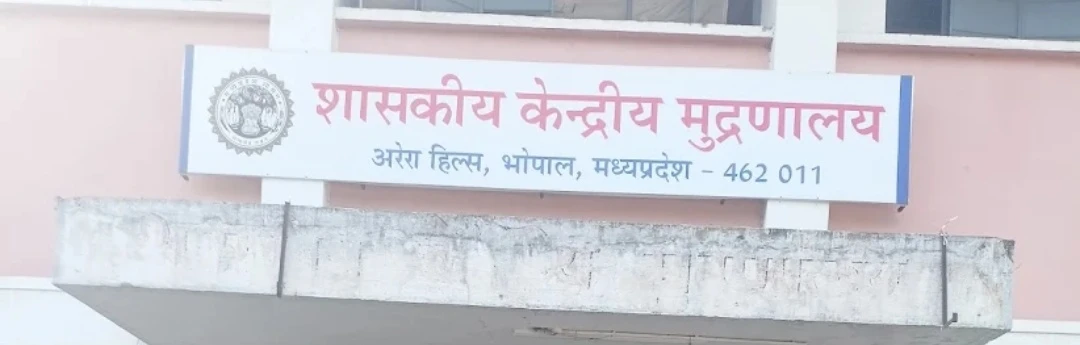 शासकीय केन्द्रीय मुद्रणालय
अरेरा हिल्स, भोपाल, मध्यप्रदेश - 462 011